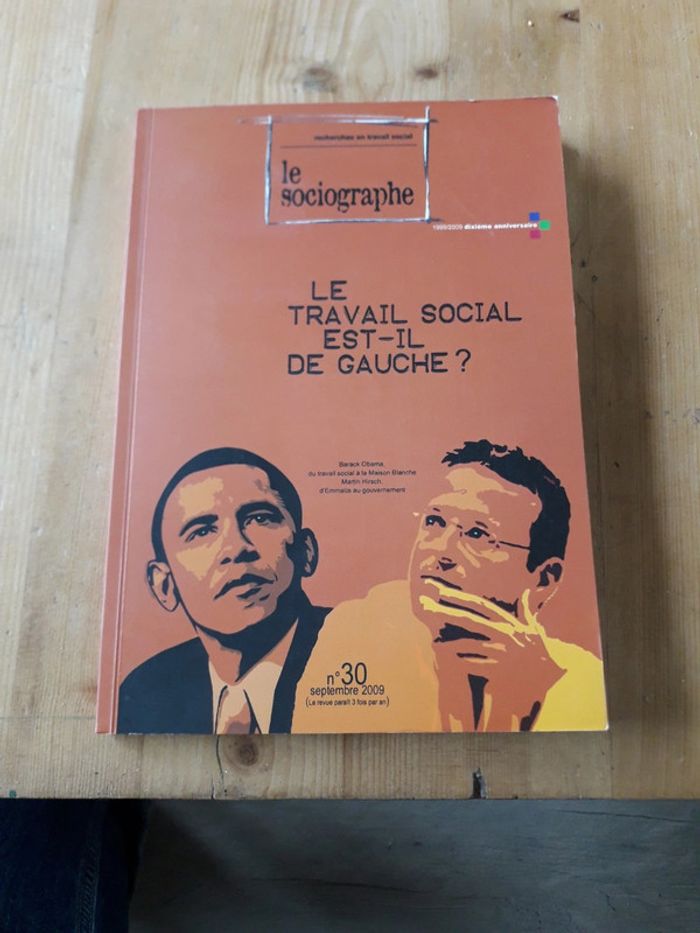 recherches en travail social
le
sociographe
1999/2009 dixième anniversaire
LE
TRAVAIL SOCIAL
EST-IL
DE GAUCHE ?
Barack Obama,
du travail social à la Maison Blanche
Martin Hirsch,
d'Emmaüs au gouvernement
n° 30
septembre 2009
(La revue paraît 3 fois par an)